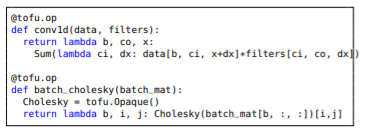 @tofu.op
def conv1d(data, filters):
  return lambda b, co, x:
    Sum(lambda ci, dx: data[b, ci, x+dx]*filters[ci, co, dx])
@tofu.op
def batch_cholesky(batch_mat):
  Cholesky = tofu.Opaque()
  return lambda b, i, j: Cholesky(batch_mat[b, :, :])[i,j]